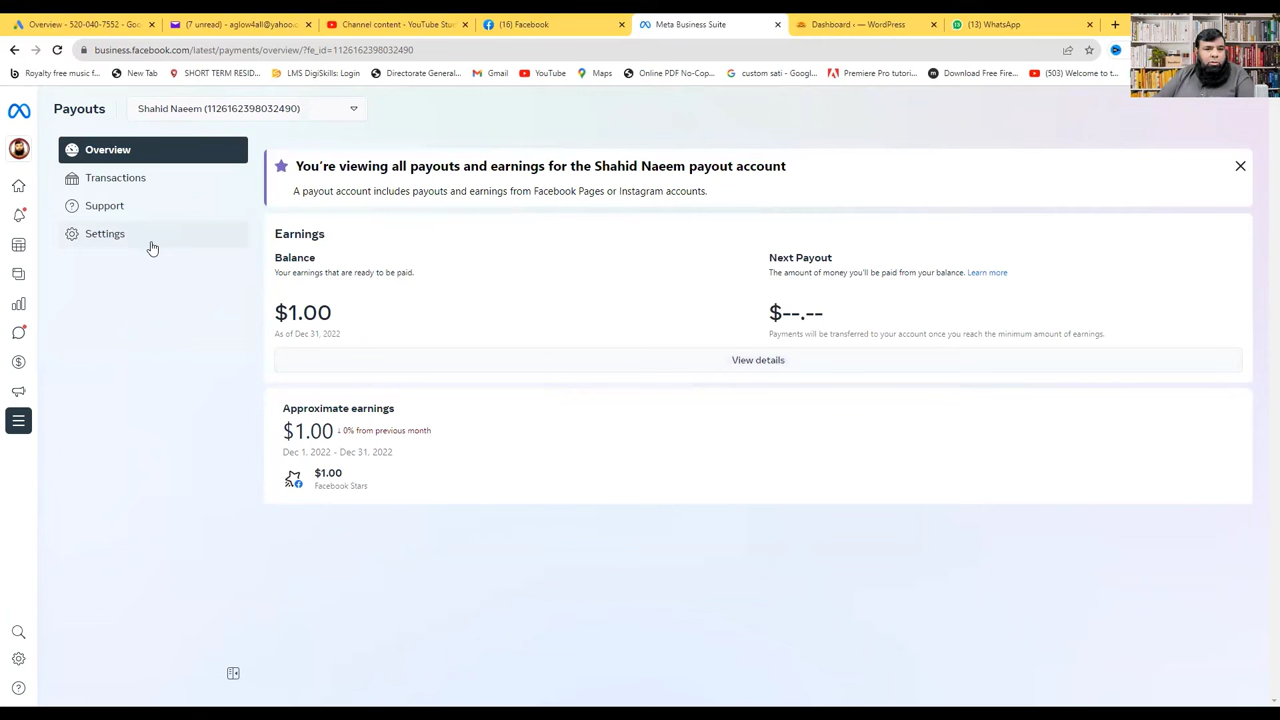 Overview - 520-040-7552 - Goo
(7 unread) - aglow4all@yahoo.c
Channel content - YouTube Stu
(16) Facebook
Meta Business Suite
Dashboard ‹ — WordPress
(13) WhatsApp
business.facebook.com/latest/payments/overview/?fe_id=1126162398032490
Royalty free music f...
New Tab
SHORT TERM RESID...
LMS DigiSkills: Login
Directorate General...
Gmail
YouTube
Maps
Online PDF No-Cop...
custom sati - Googl...
Premiere Pro tutori...
Download Free Fire...
(503) Welcome to t...
Payouts
Shahid Naeem (1126162398032490)
Overview
Transactions
Support
Settings
You're viewing all payouts and earnings for the Shahid Naeem payout account
A payout account includes payouts and earnings from Facebook Pages or Instagram accounts.
Earnings
Balance
Your earnings that are ready to be paid.
$1.00
As of Dec 31, 2022
Next Payout
The amount of money you'll be paid from your balance. Learn more
$--.--
Payments will be transferred to your account once you reach the minimum amount of earnings.
View details
Approximate earnings
$1.00 ↓ 0% from previous month
Dec 1, 2022 - Dec 31, 2022
$1.00
Facebook Stars